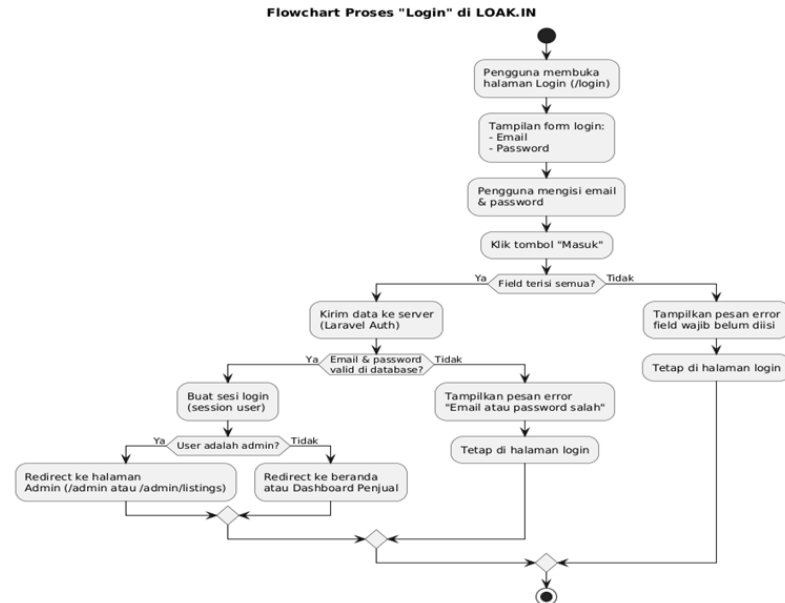 Flowchart Proses "Login" di LOAK.IN
Pengguna membuka
halaman Login (/login)
Tampilan form login:
- Email
- Password
Pengguna mengisi email
& password
Klik tombol "Masuk"
Ya
Field terisi semua?
Tidak
Kirim data ke server
(Laravel Auth)
Tampilkan pesan error
field wajib belum diisi
Ya
Email & password
valid di database?
Tidak
Tetap di halaman login
Buat sesi login
(session user)
Tampilkan pesan error
"Email atau password salah"
Ya
User adalah admin?
Tidak
Tetap di halaman login
Redirect ke halaman
Admin (/admin atau /admin/listings)
Redirect ke beranda
atau Dashboard Penjual